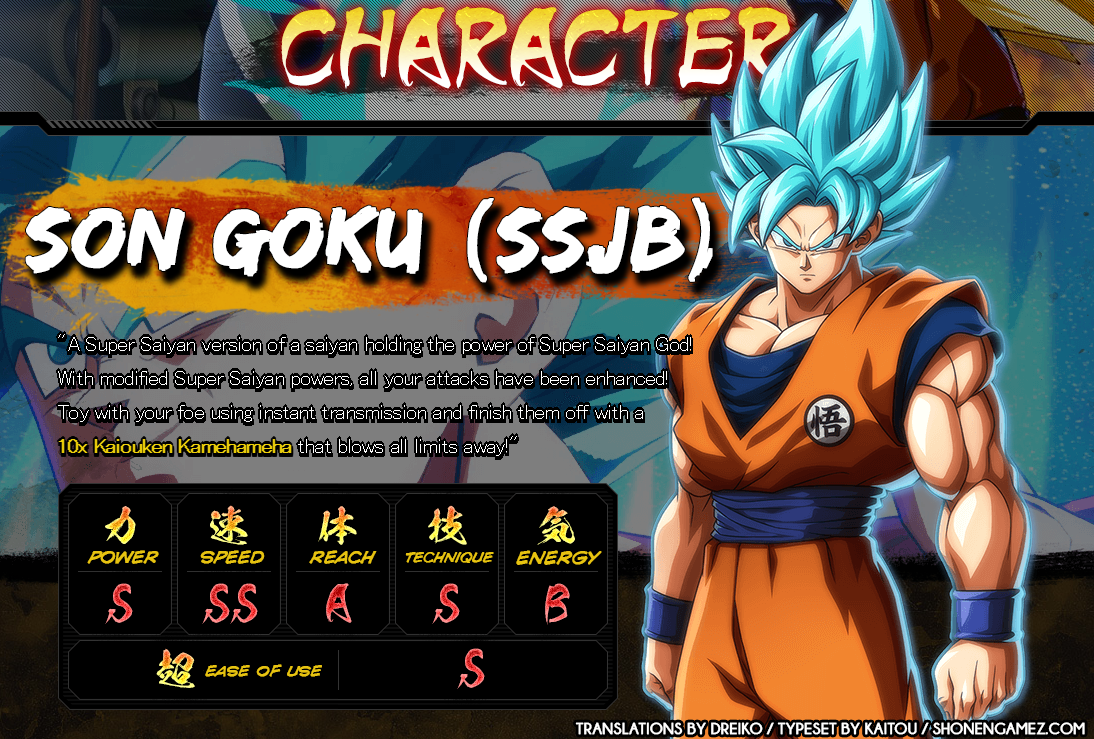 CHARACTER
SON GOKU (SSJB)
"A Super Saiyan version of a saiyan holding the power of Super Saiyan God!
With modified Super Saiyan powers, all your attacks have been enhanced!
Toy with your foe using instant transmission and finish them off with a
10x Kaiouken Kamehameha that blows all limits away!"
悟
力 速 体 技 気
POWER SPEED REACH TECHNIQUE ENERGY
S SS A S B
超 EASE OF USE S
TRANSLATIONS BY DREIKO / TYPESET BY KAITOU / SHONENGAMEZ.COM